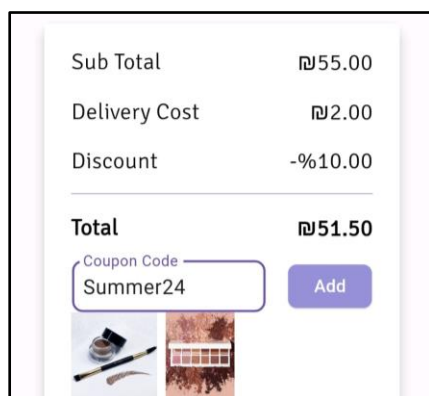 Sub Total ₪55.00
Delivery Cost ₪2.00
Discount -%10.00
Total ₪51.50
Coupon Code
Summer24 Add